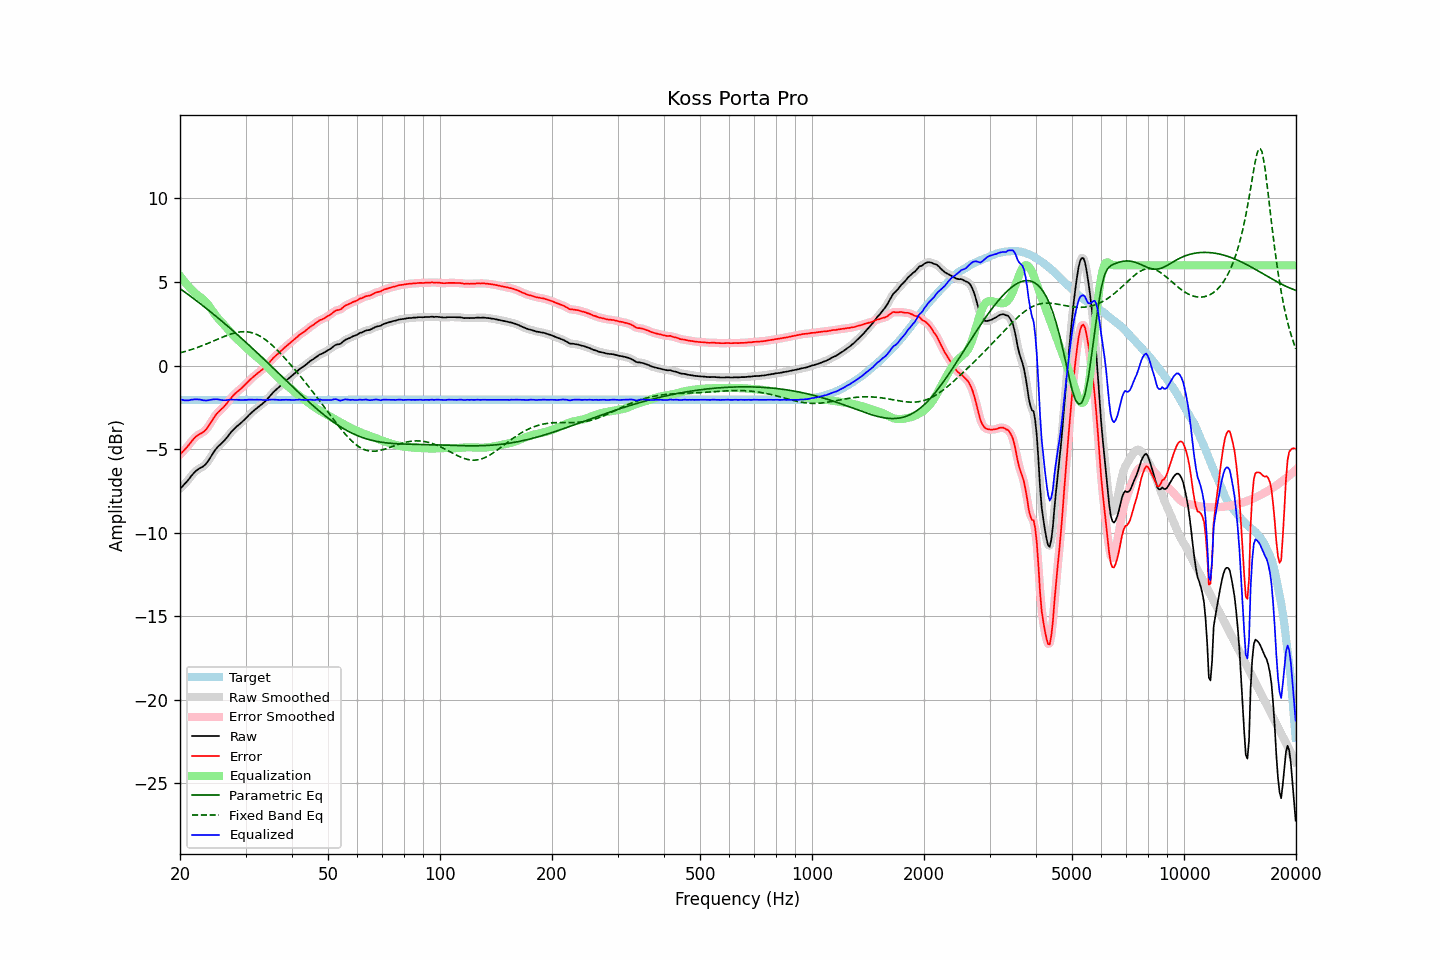 Koss Porta Pro
Amplitude (dBr)
10
5
0
−5
−10
−15
−20
−25
Target
Raw Smoothed
Error Smoothed
Raw
Error
Equalization
Parametric Eq
Fixed Band Eq
Equalized
20 50 100 200 500 1000 2000 5000 10000 20000
Frequency (Hz)